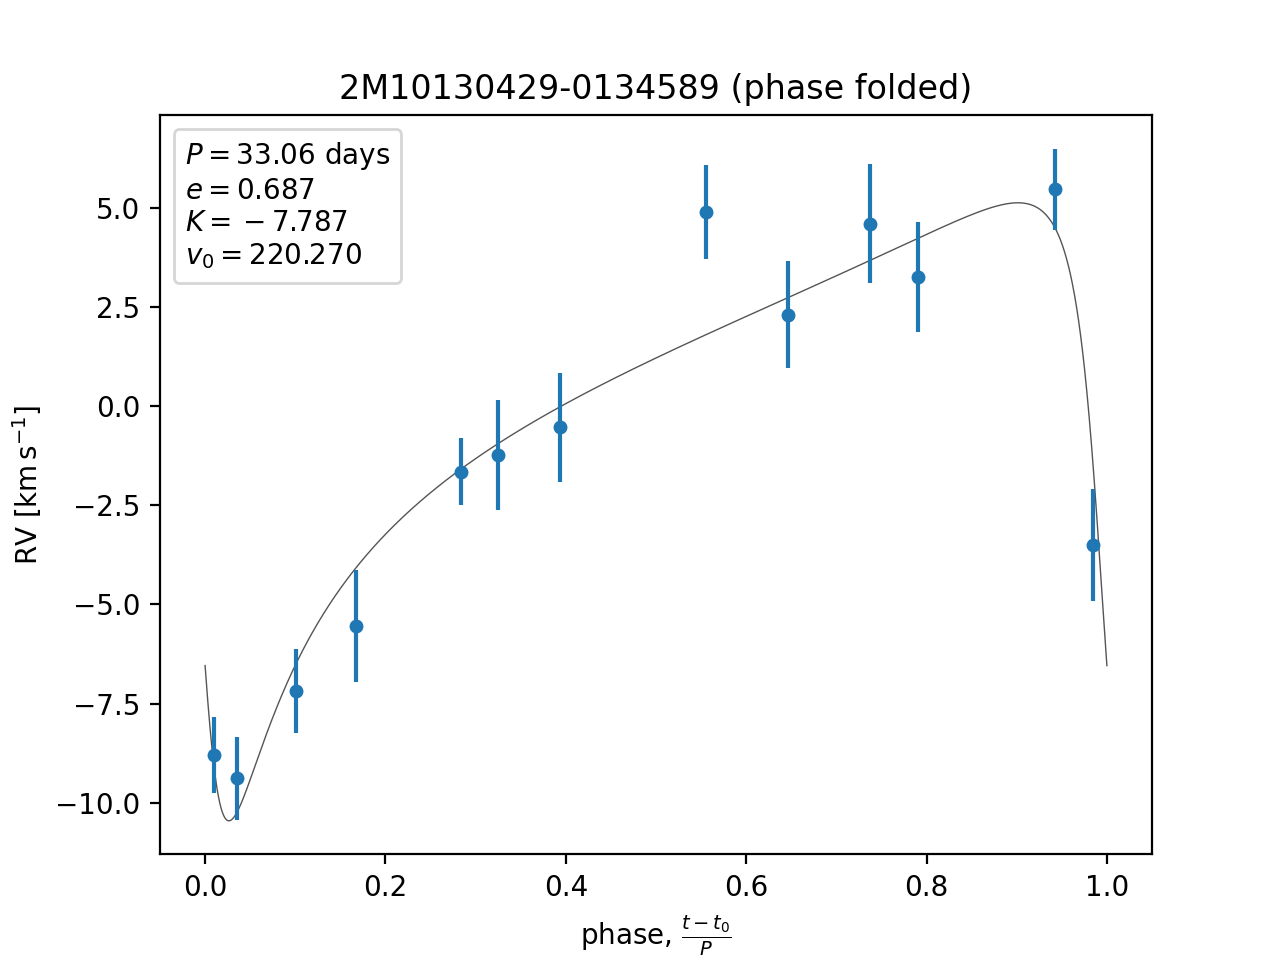 2M10130429-0134589 (phase folded)
P = 33.06 days
e = 0.687
K = −7.787
v₀ = 220.270
5.0
2.5
0.0
−2.5
−5.0
−7.5
−10.0
RV [km s⁻¹]
0.0 0.2 0.4 0.6 0.8 1.0
phase, (t − t₀)/P